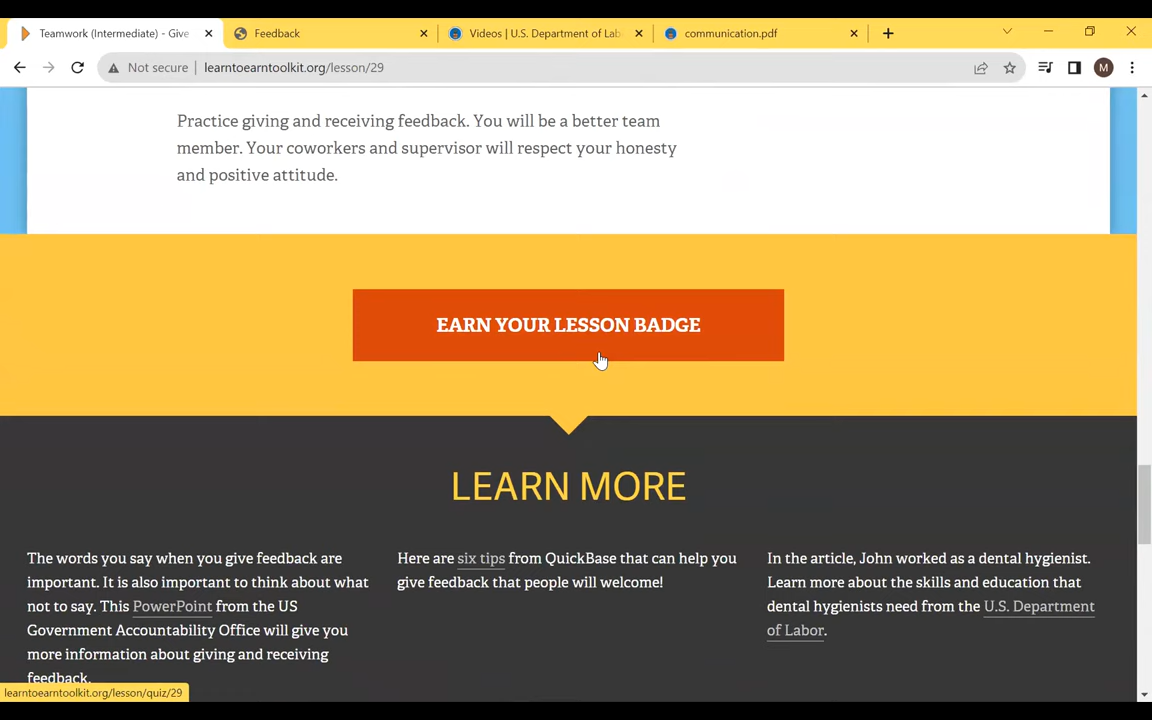 Teamwork (Intermediate) - Give
Feedback
Videos | U.S. Department of Lab
communication.pdf
Not secure
learntoearntoolkit.org/lesson/29
M
Practice giving and receiving feedback. You will be a better team
member. Your coworkers and supervisor will respect your honesty
and positive attitude.
EARN YOUR LESSON BADGE
LEARN MORE
The words you say when you give feedback are
important. It is also important to think about what
not to say. This PowerPoint from the US
Government Accountability Office will give you
more information about giving and receiving
feedback.
Here are six tips from QuickBase that can help you
give feedback that people will welcome!
In the article, John worked as a dental hygienist.
Learn more about the skills and education that
dental hygienists need from the U.S. Department
of Labor.
learntoearntoolkit.org/lesson/quiz/29